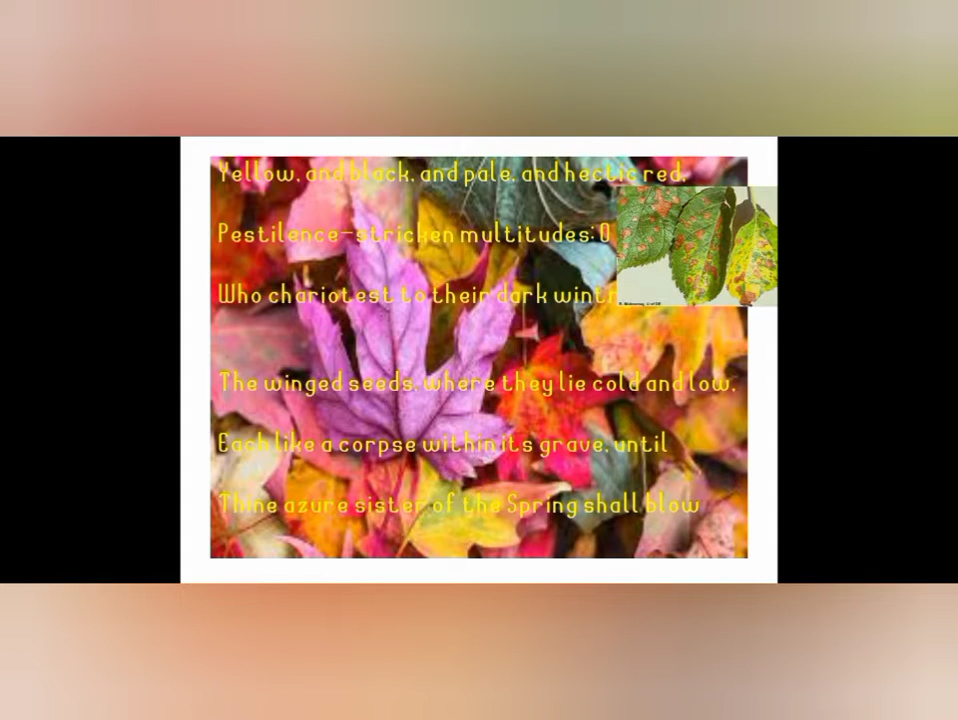 Yellow, and black, and pale, and hectic red,
Pestilence-stricken multitudes: O
Who chariotest to their dark wint
The winged seeds, where they lie cold and low,
Each like a corpse within its grave, until
Thine azure sister of the Spring shall blow